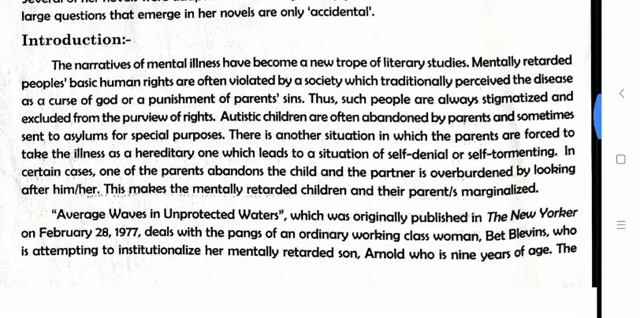 large questions that emerge in her novels are only 'accidental'.
Introduction:-
The narratives of mental illness have become a new trope of literary studies. Mentally retarded
peoples' basic human rights are often violated by a society which traditionally perceived the disease
as a curse of god or a punishment of parents' sins. Thus, such people are always stigmatized and
excluded from the purview of rights. Autistic children are often abandoned by parents and sometimes
sent to asylums for special purposes. There is another situation in which the parents are forced to
take the illness as a hereditary one which leads to a situation of self-denial or self-tormenting. In
certain cases, one of the parents abandons the child and the partner is overburdened by looking
after him/her. This makes the mentally retarded children and their parent/s marginalized.
"Average Waves in Unprotected Waters", which was originally published in The New Yorker
on February 28, 1977, deals with the pangs of an ordinary working class woman, Bet Blevins, who
is attempting to institutionalize her mentally retarded son, Arnold who is nine years of age. The